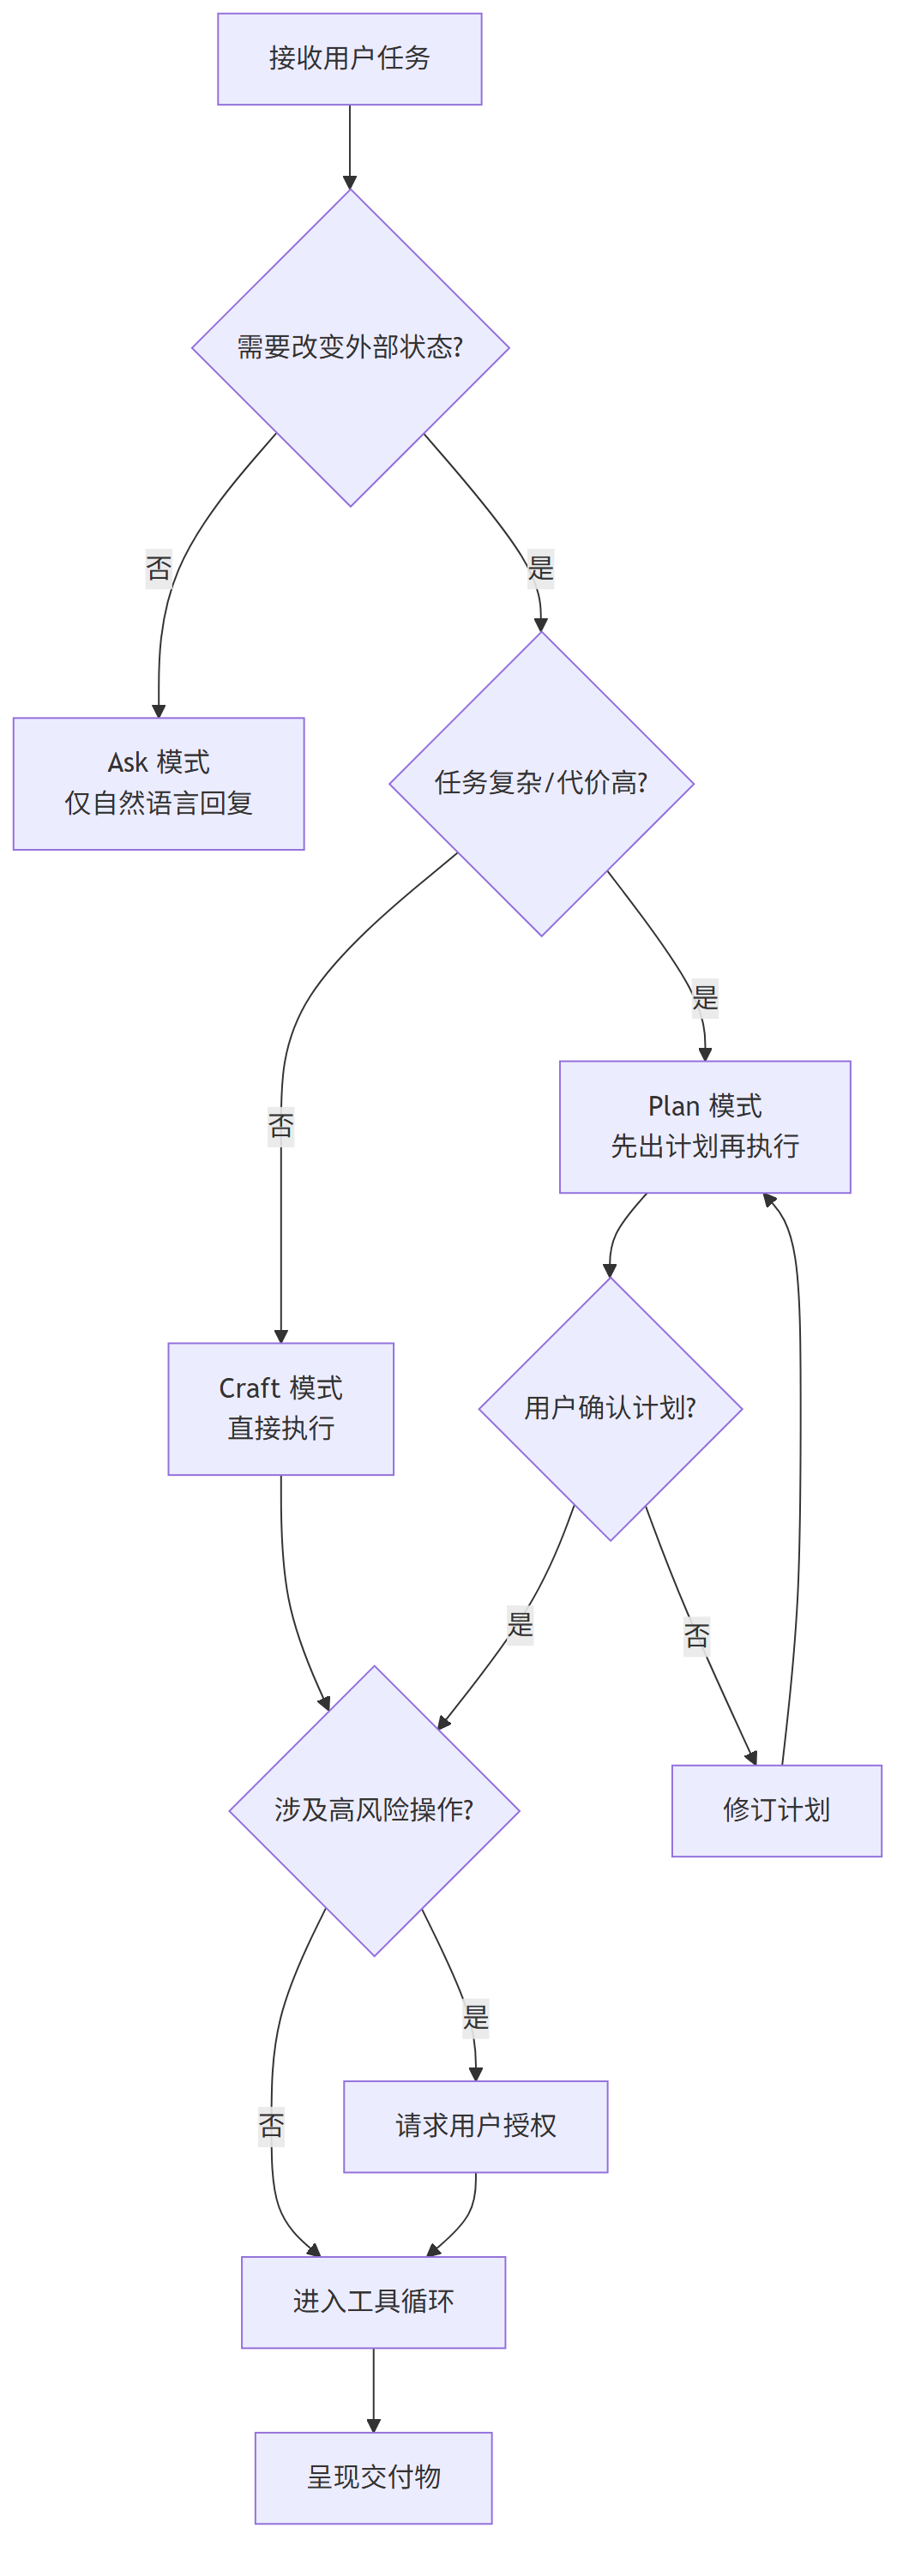 接收用户任务
需要改变外部状态?
否
是
Ask 模式
仅自然语言回复
任务复杂/代价高?
是
否
Plan 模式
先出计划再执行
Craft 模式
直接执行
用户确认计划?
是
否
涉及高风险操作?
修订计划
是
否
请求用户授权
进入工具循环
呈现交付物